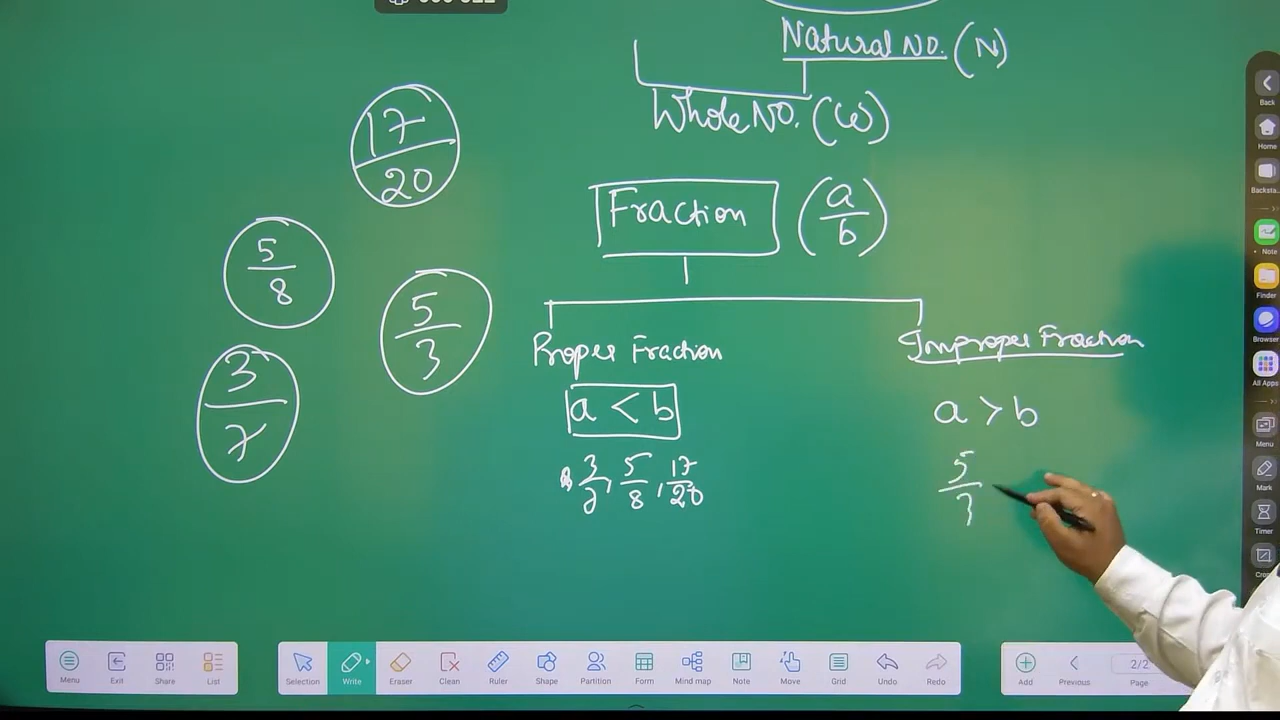 Natural NO. (N)
Whole NO. (W)
17/20
Fraction (a/b)
5/8
5/3
Proper Fraction
Improper Fraction
3/7
a < b
a > b
3/7, 5/8, 17/20
5/3
Back
Home
Backsta..
Note
Finder
Browser
All Apps
Menu
Mark
Timer
Menu Exit Share List
Selection Write Eraser Clean Ruler Shape Partition Form Mind map Table Note Move Grid Undo Redo
Add Previous 2/2 Page